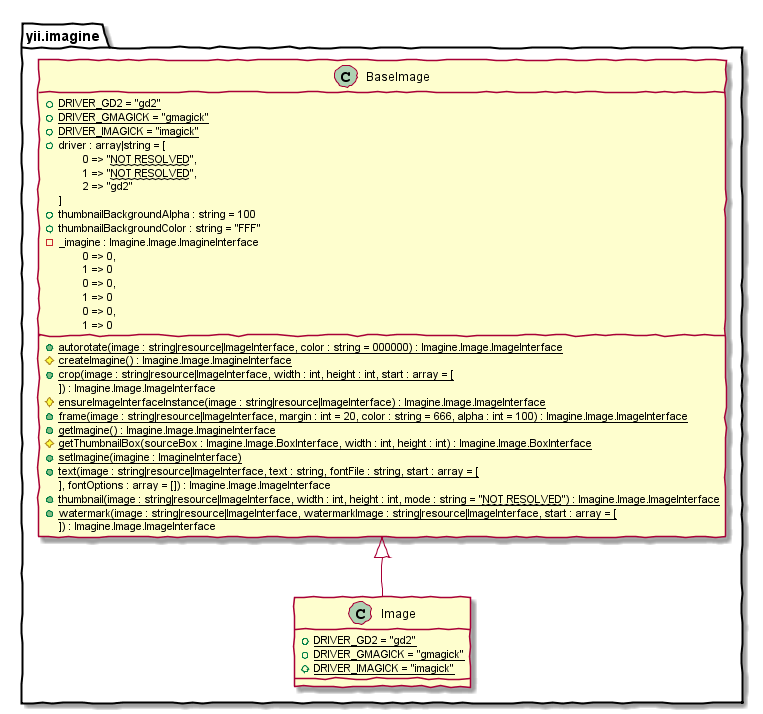 yii.imagine
C BaseImage
DRIVER_GD2 = "gd2"
DRIVER_GMAGICK = "gmagick"
DRIVER_IMAGICK = "imagick"
driver : array|string = [
0 => "NOT RESOLVED",
1 => "NOT RESOLVED",
2 => "gd2"
]
thumbnailBackgroundAlpha : string = 100
thumbnailBackgroundColor : string = "FFF"
_imagine : Imagine.Image.ImagineInterface
0 => 0,
1 => 0
0 => 0,
1 => 0
0 => 0,
1 => 0
autorotate(image : string|resource|ImageInterface, color : string = 000000) : Imagine.Image.ImageInterface
createImagine() : Imagine.Image.ImagineInterface
crop(image : string|resource|ImageInterface, width : int, height : int, start : array = [
]) : Imagine.Image.ImageInterface
ensureImageInterfaceInstance(image : string|resource|ImageInterface) : Imagine.Image.ImageInterface
frame(image : string|resource|ImageInterface, margin : int = 20, color : string = 666, alpha : int = 100) : Imagine.Image.ImageInterface
getImagine() : Imagine.Image.ImagineInterface
getThumbnailBox(sourceBox : Imagine.Image.BoxInterface, width : int, height : int) : Imagine.Image.BoxInterface
setImagine(imagine : ImagineInterface)
text(image : string|resource|ImageInterface, text : string, fontFile : string, start : array = [
], fontOptions : array = []) : Imagine.Image.ImageInterface
thumbnail(image : string|resource|ImageInterface, width : int, height : int, mode : string = "NOT RESOLVED") : Imagine.Image.ImageInterface
watermark(image : string|resource|ImageInterface, watermarkImage : string|resource|ImageInterface, start : array = [
]) : Imagine.Image.ImageInterface
C Image
DRIVER_GD2 = "gd2"
DRIVER_GMAGICK = "gmagick"
DRIVER_IMAGICK = "imagick"